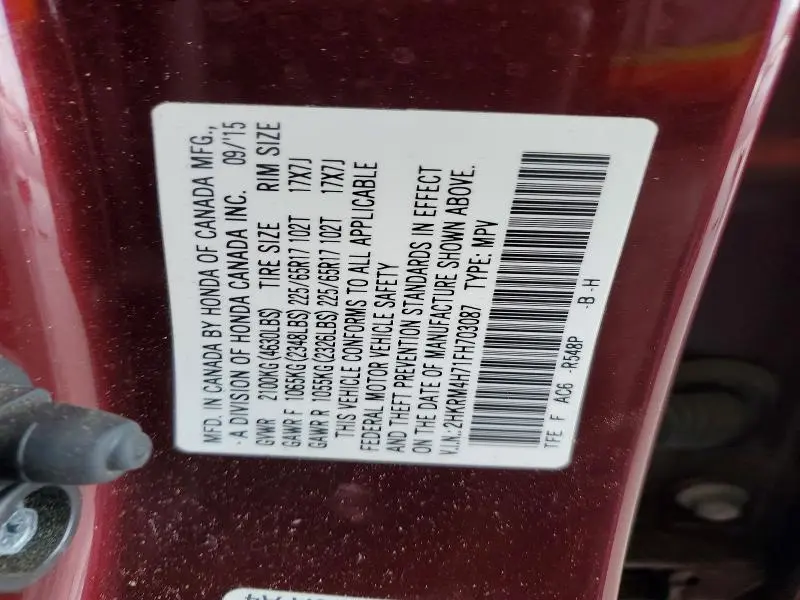 MFD. IN CANADA BY HONDA OF CANADA MFG.,
- A DIVISION OF HONDA CANADA INC. 09/'15
GVWR 2100KG(4630LBS) TIRE SIZE RIM SIZE
GAWR F 1065KG(2348LBS)225/65R17 102T 17X7J
GAWR R 1055KG(2326LBS)225/65R17 102T 17X7J
THIS VEHICLE CONFORMS TO ALL APPLICABLE
FEDERAL MOTOR VEHICLE SAFETY
AND THEFT PREVENTION STANDARDS IN EFFECT
ON THE DATE OF MANUFACTURE SHOWN ABOVE.
V.I.N.: 2HKRM4H71FH703087 TYPE: MPV
TFE F AC6 -R548P -B -H